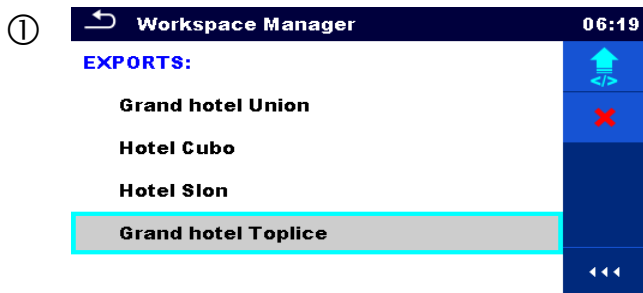 ①
Workspace Manager 06:19
EXPORTS:
</>
Grand hotel Union
Hotel Cubo
Hotel Slon
Grand hotel Toplice